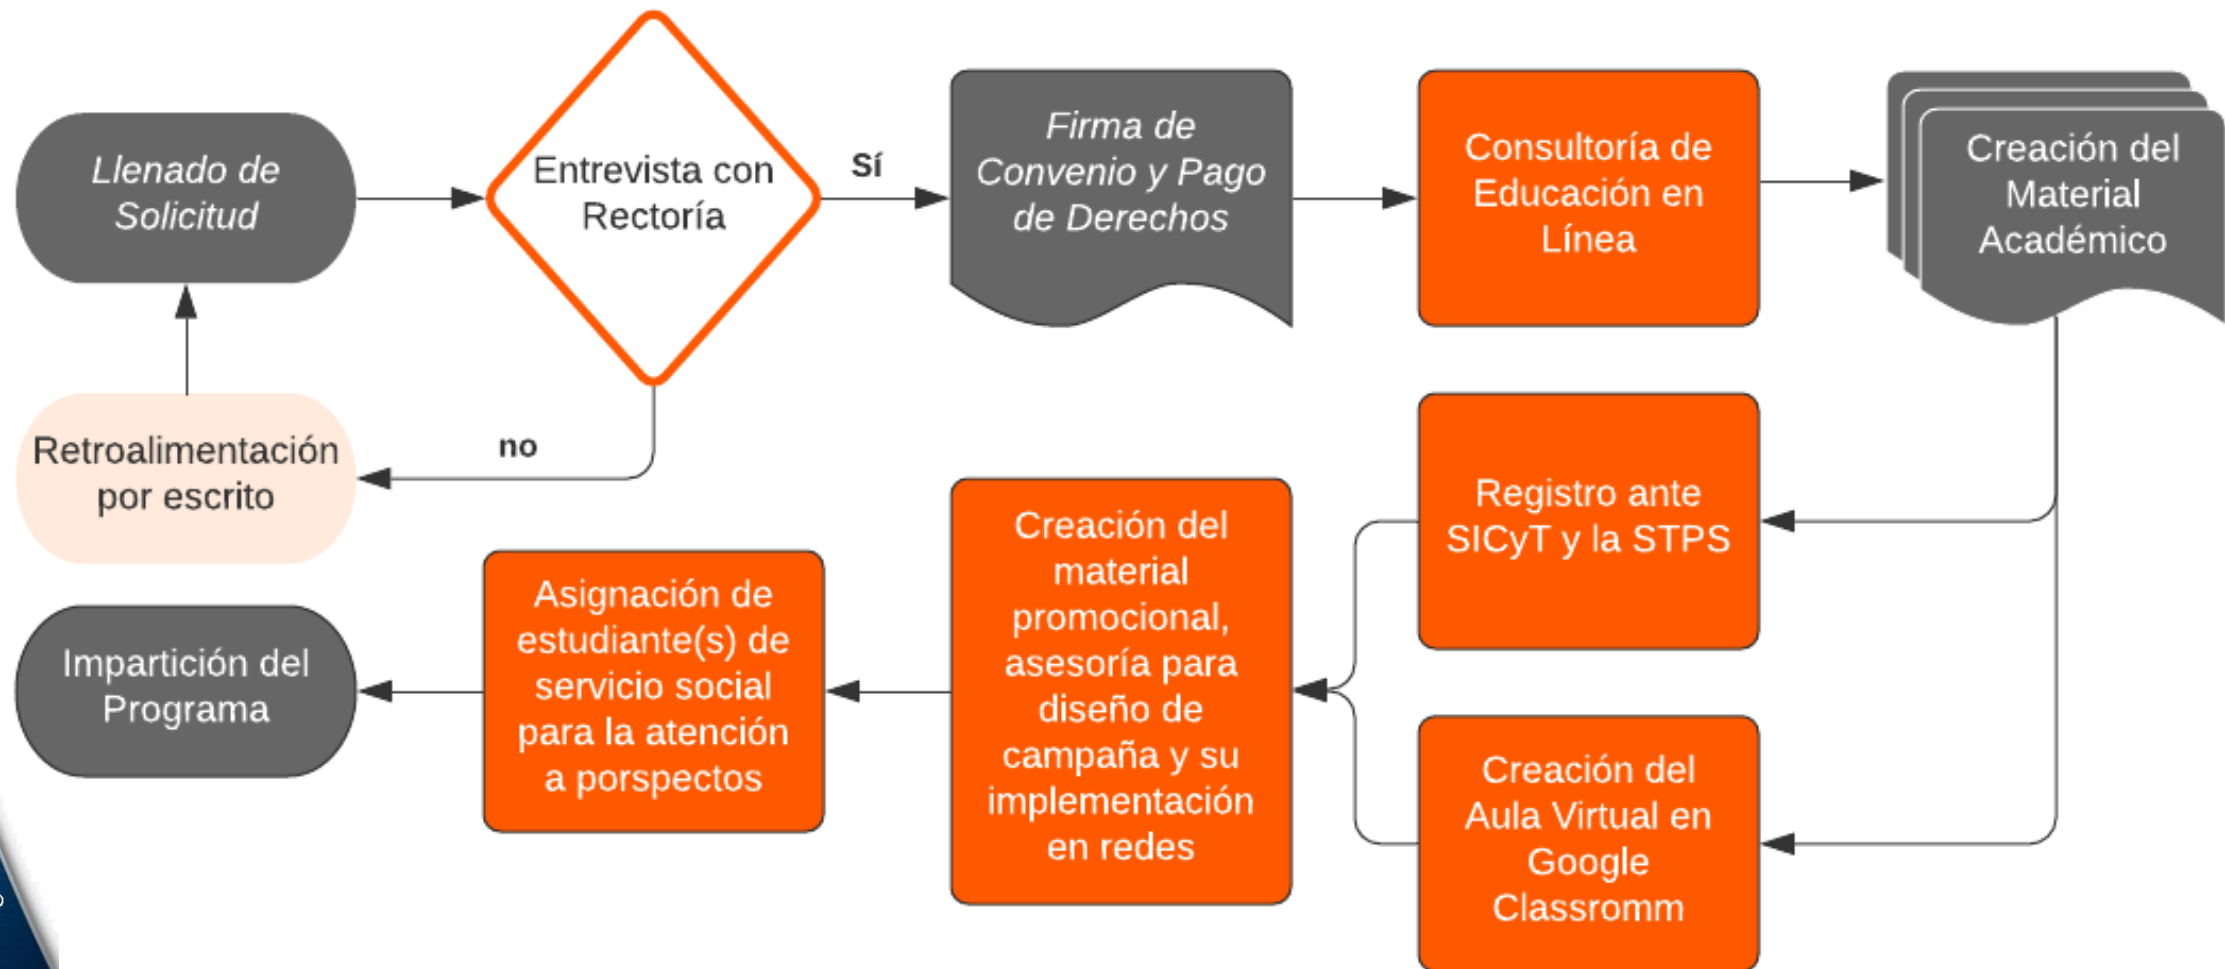 Llenado de
Solicitud
Entrevista con
Rectoría
Sí
Firma de
Convenio y Pago
de Derechos
Consultoría de
Educación en
Línea
Creación del
Material
Académico
no
Retroalimentación
por escrito
Registro ante
SICyT y la STPS
Creación del
Aula Virtual en
Google
Classromm
Creación del
material
promocional,
asesoría para
diseño de
campaña y su
implementación
en redes
Asignación de
estudiante(s) de
servicio social
para la atención
a porspectos
Impartición del
Programa